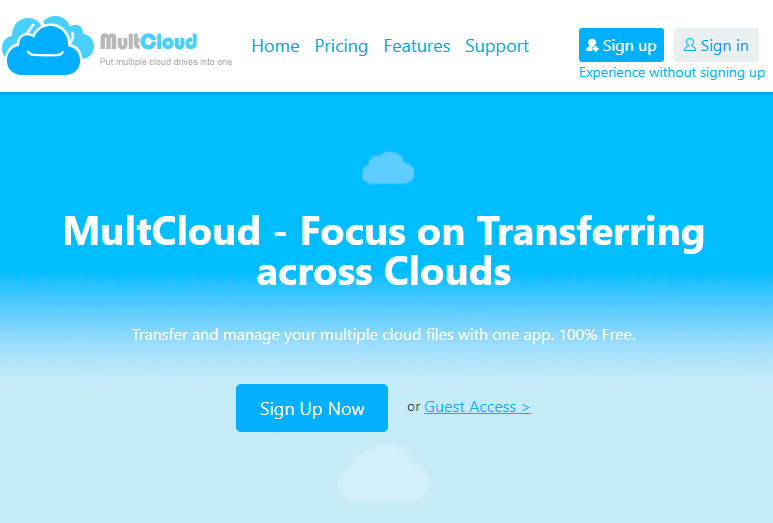 MultCloud
Put multiple cloud drives into one
Home Pricing Features Support
Sign up Sign in
Experience without signing up
MultCloud - Focus on Transferring
across Clouds
Transfer and manage your multiple cloud files with one app. 100% Free.
Sign Up Now or Guest Access >